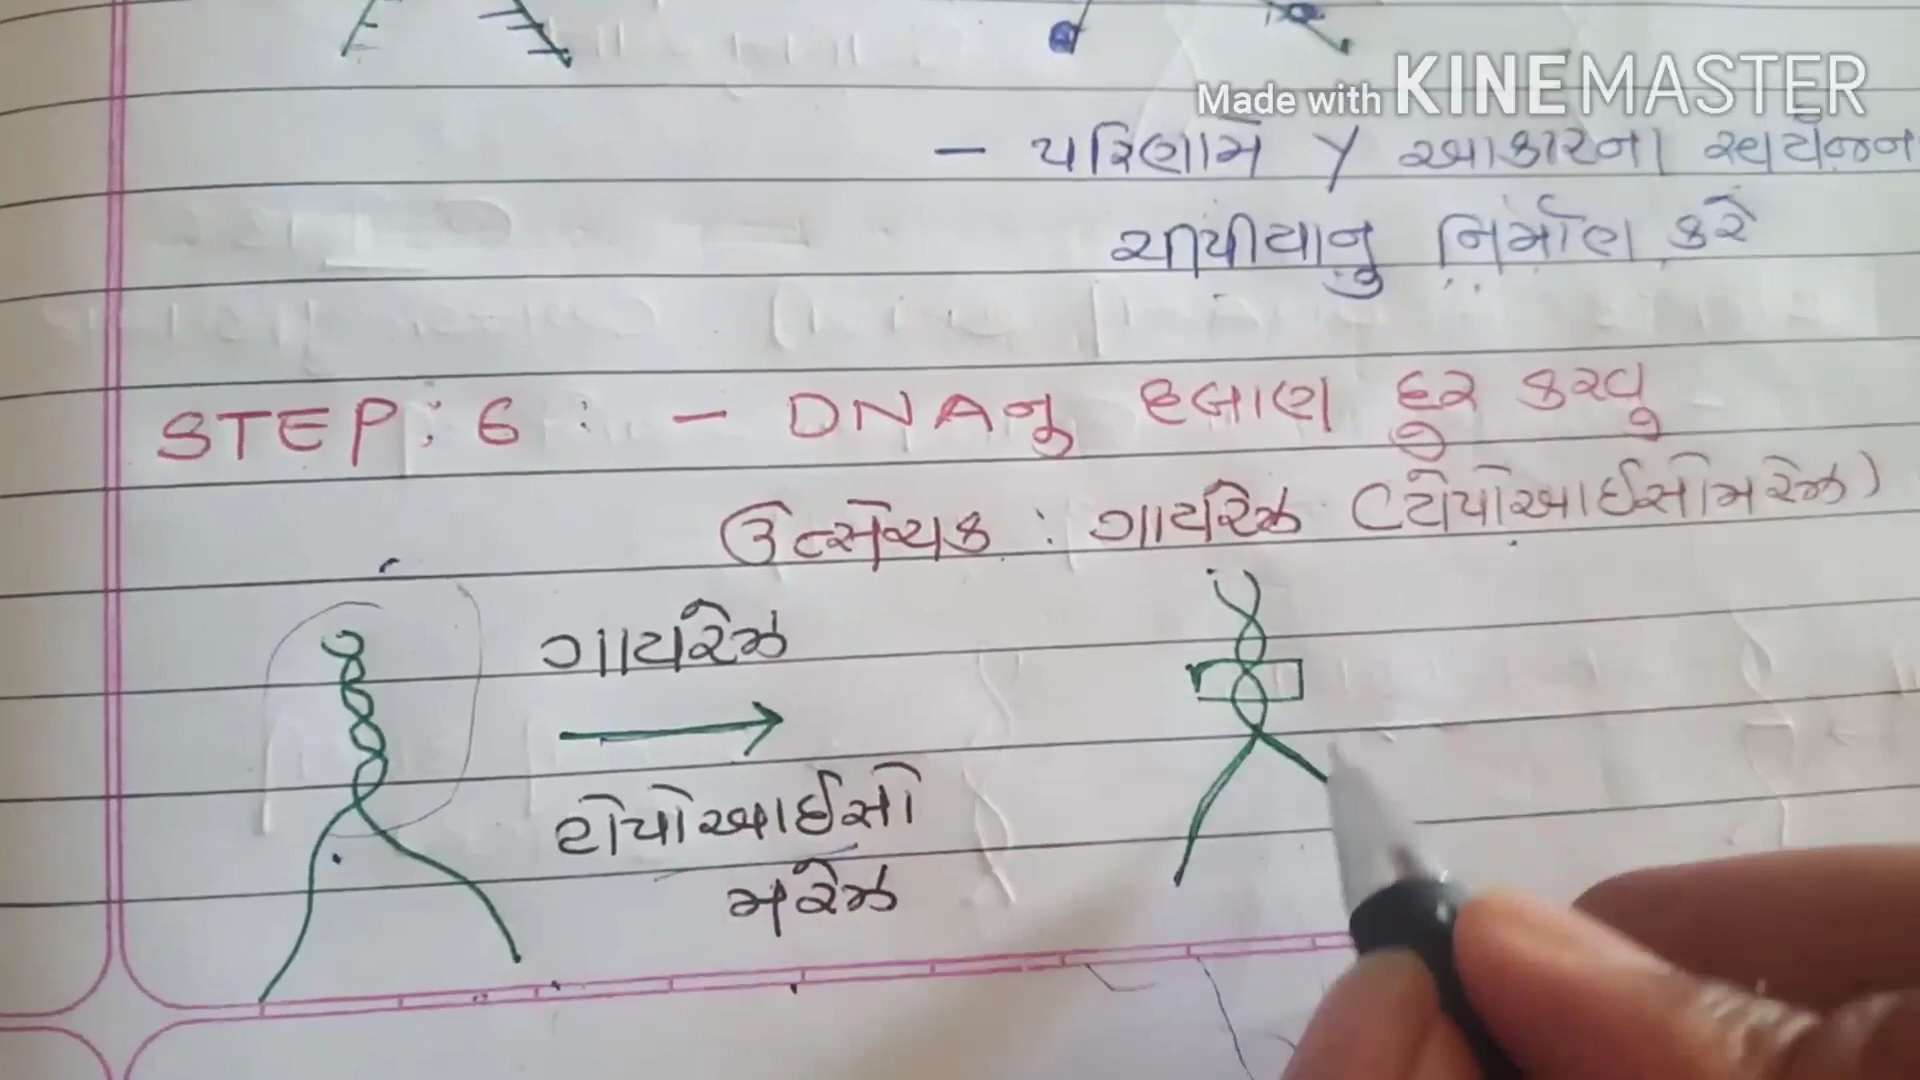 Made with KINEMASTER
- પરિણામે Y આકારના સ્વયંજન
ચીપીયાનુ નિર્માણ કરે
STEP: 6 : - DNAનુ દબાણ દુર કરવુ
ઉત્સેચક : ગાયરેઝ (ટોપોઆઈસોમરેઝ)
ગાયરેઝ
ટોપોઆઈસો
મરેઝ